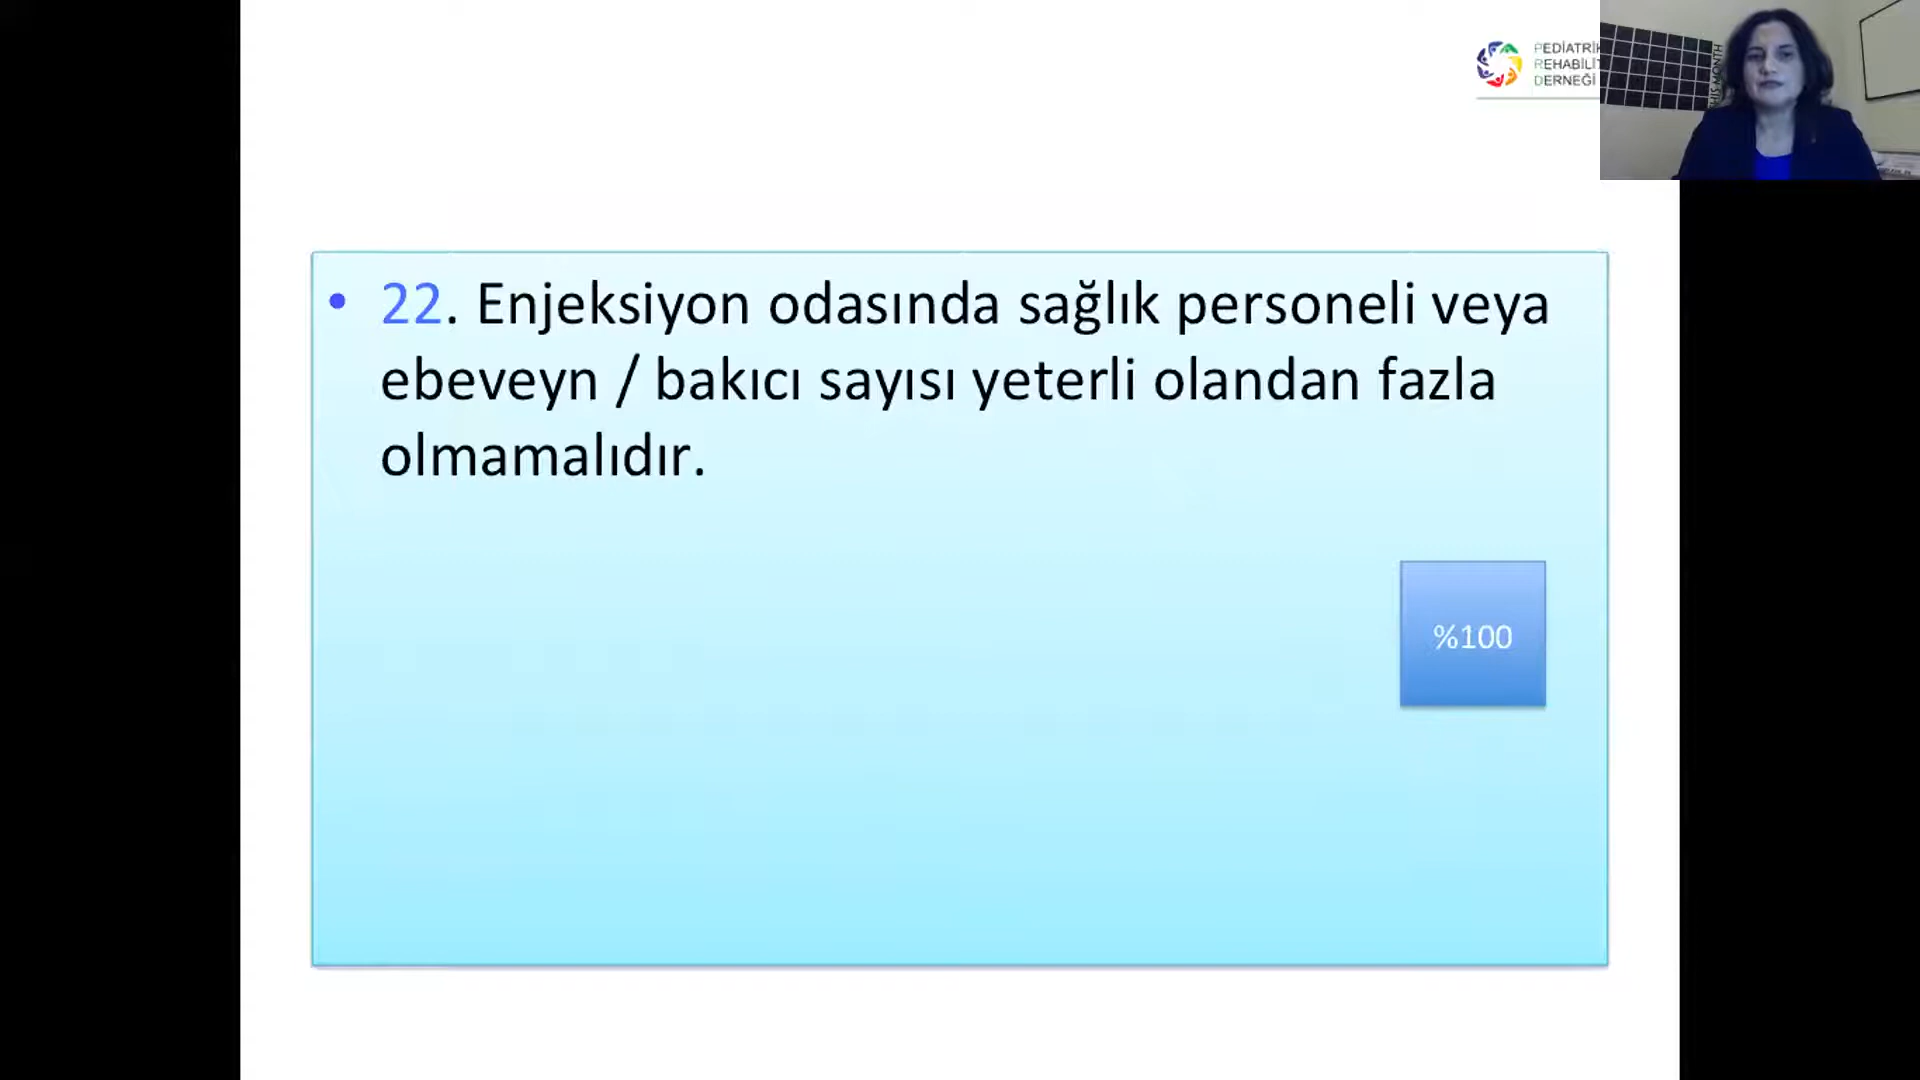 PEDİATRİK
REHABİLİT
DERNEĞİ
• 22. Enjeksiyon odasında sağlık personeli veya
ebeveyn / bakıcı sayısı yeterli olandan fazla
olmamalıdır.
%100